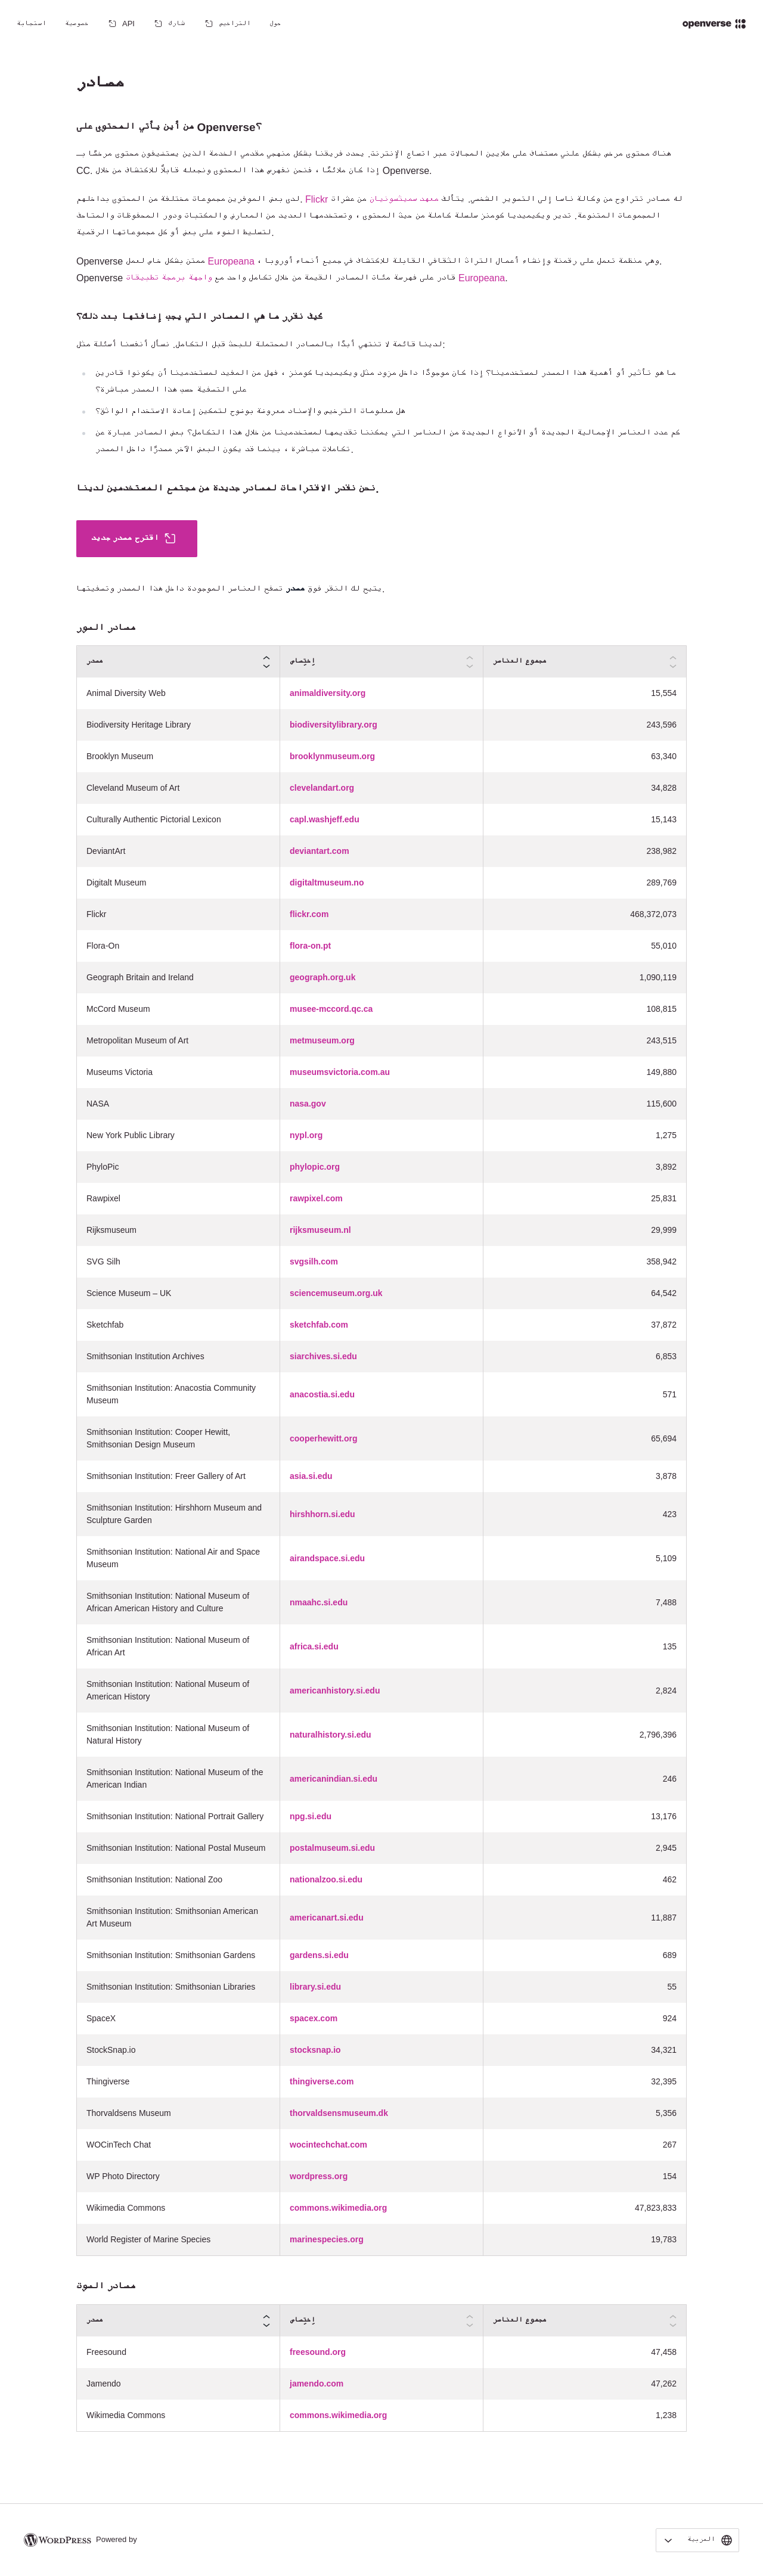 openverse
حول
التراخيص
شارك
API
خصوصية
استجابة
مصادر
من أين يأتي المحتوى على Openverse؟
هناك محتوى مرخص بشكل علني مستضاف على ملايين المجالات عبر اتساع الإنترنت. يحدد فريقنا بشكل منهجي مقدمي الخدمة الذين يستضيفون محتوى مرخصًا بـ
CC. إذا كان ملائمًا ، فنحن نفهرس هذا المحتوى ونجعله قابلًا للاكتشاف من خلال Openverse.
لدى بعض الموفرين مجموعات مختلفة من المحتوى بداخلهم. Flickr له مصادر تتراوح من وكالة ناسا إلى التصوير الشخصي. يتألف معهد سميثسونيان من عشرات
المجموعات المتنوعة. تدير ويكيميديا كومنز سلسلة كاملة من حيث المحتوى ، وتستخدمها العديد من المعارض والمكتبات ودور المحفوظات والمتاحف
لتسليط الضوء على بعض أو كل مجموعاتها الرقمية.
Openverse ممتن بشكل خاص لعمل Europeana ، وهي منظمة تعمل على رقمنة وإنشاء أعمال التراث الثقافي القابلة للاكتشاف في جميع أنحاء أوروبا.
Openverse قادر على فهرسة مئات المصادر القيمة من خلال تكامل واحد مع واجهة برمجة تطبيقات Europeana.
كيف نقرر ما هي المصادر التي يجب إضافتها بعد ذلك؟
لدينا قائمة لا تنتهي أبدًا بالمصادر المحتملة للبحث قبل التكامل. نسأل أنفسنا أسئلة مثل:
ما هو تأثير أو أهمية هذا المصدر لمستخدمينا؟ إذا كان موجودًا داخل مزود مثل ويكيميديا كومنز ، فهل من المفيد لمستخدمينا أن يكونوا قادرين
على التصفية حسب هذا المصدر مباشرة؟
هل معلومات الترخيص والإسناد معروضة بوضوح لتمكين إعادة الاستخدام الواثق؟
كم عدد العناصر الإجمالية الجديدة أو الأنواع الجديدة من العناصر التي يمكننا تقديمها لمستخدمينا من خلال هذا التكامل؟ بعض المصادر عبارة عن
تكاملات مباشرة ، بينما قد يكون البعض الآخر مصدرًا داخل المصدر.
نحن نقدر الاقتراحات لمصادر جديدة من مجتمع المستخدمين لدينا.
اقترح مصدر جديد
يتيح لك النقر فوق مصدر تصفح العناصر الموجودة داخل هذا المصدر وتصفيتها.
مصادر الصور
مصدر اِختِصاص مجموع العناصر
Animal Diversity Web animaldiversity.org 15,554
Biodiversity Heritage Library biodiversitylibrary.org 243,596
Brooklyn Museum brooklynmuseum.org 63,340
Cleveland Museum of Art clevelandart.org 34,828
Culturally Authentic Pictorial Lexicon capl.washjeff.edu 15,143
DeviantArt deviantart.com 238,982
Digitalt Museum digitaltmuseum.no 289,769
Flickr flickr.com 468,372,073
Flora-On flora-on.pt 55,010
Geograph Britain and Ireland geograph.org.uk 1,090,119
McCord Museum musee-mccord.qc.ca 108,815
Metropolitan Museum of Art metmuseum.org 243,515
Museums Victoria museumsvictoria.com.au 149,880
NASA nasa.gov 115,600
New York Public Library nypl.org 1,275
PhyloPic phylopic.org 3,892
Rawpixel rawpixel.com 25,831
Rijksmuseum rijksmuseum.nl 29,999
SVG Silh svgsilh.com 358,942
Science Museum – UK sciencemuseum.org.uk 64,542
Sketchfab sketchfab.com 37,872
Smithsonian Institution Archives siarchives.si.edu 6,853
Smithsonian Institution: Anacostia Community
Museum anacostia.si.edu 571
Smithsonian Institution: Cooper Hewitt,
Smithsonian Design Museum cooperhewitt.org 65,694
Smithsonian Institution: Freer Gallery of Art asia.si.edu 3,878
Smithsonian Institution: Hirshhorn Museum and
Sculpture Garden hirshhorn.si.edu 423
Smithsonian Institution: National Air and Space
Museum airandspace.si.edu 5,109
Smithsonian Institution: National Museum of
African American History and Culture nmaahc.si.edu 7,488
Smithsonian Institution: National Museum of
African Art africa.si.edu 135
Smithsonian Institution: National Museum of
American History americanhistory.si.edu 2,824
Smithsonian Institution: National Museum of
Natural History naturalhistory.si.edu 2,796,396
Smithsonian Institution: National Museum of the
American Indian americanindian.si.edu 246
Smithsonian Institution: National Portrait Gallery npg.si.edu 13,176
Smithsonian Institution: National Postal Museum postalmuseum.si.edu 2,945
Smithsonian Institution: National Zoo nationalzoo.si.edu 462
Smithsonian Institution: Smithsonian American
Art Museum americanart.si.edu 11,887
Smithsonian Institution: Smithsonian Gardens gardens.si.edu 689
Smithsonian Institution: Smithsonian Libraries library.si.edu 55
SpaceX spacex.com 924
StockSnap.io stocksnap.io 34,321
Thingiverse thingiverse.com 32,395
Thorvaldsens Museum thorvaldsensmuseum.dk 5,356
WOCinTech Chat wocintechchat.com 267
WP Photo Directory wordpress.org 154
Wikimedia Commons commons.wikimedia.org 47,823,833
World Register of Marine Species marinespecies.org 19,783
مصادر الصوت
مصدر اِختِصاص مجموع العناصر
Freesound freesound.org 47,458
Jamendo jamendo.com 47,262
Wikimedia Commons commons.wikimedia.org 1,238
العربية
WORDPRESS Powered by